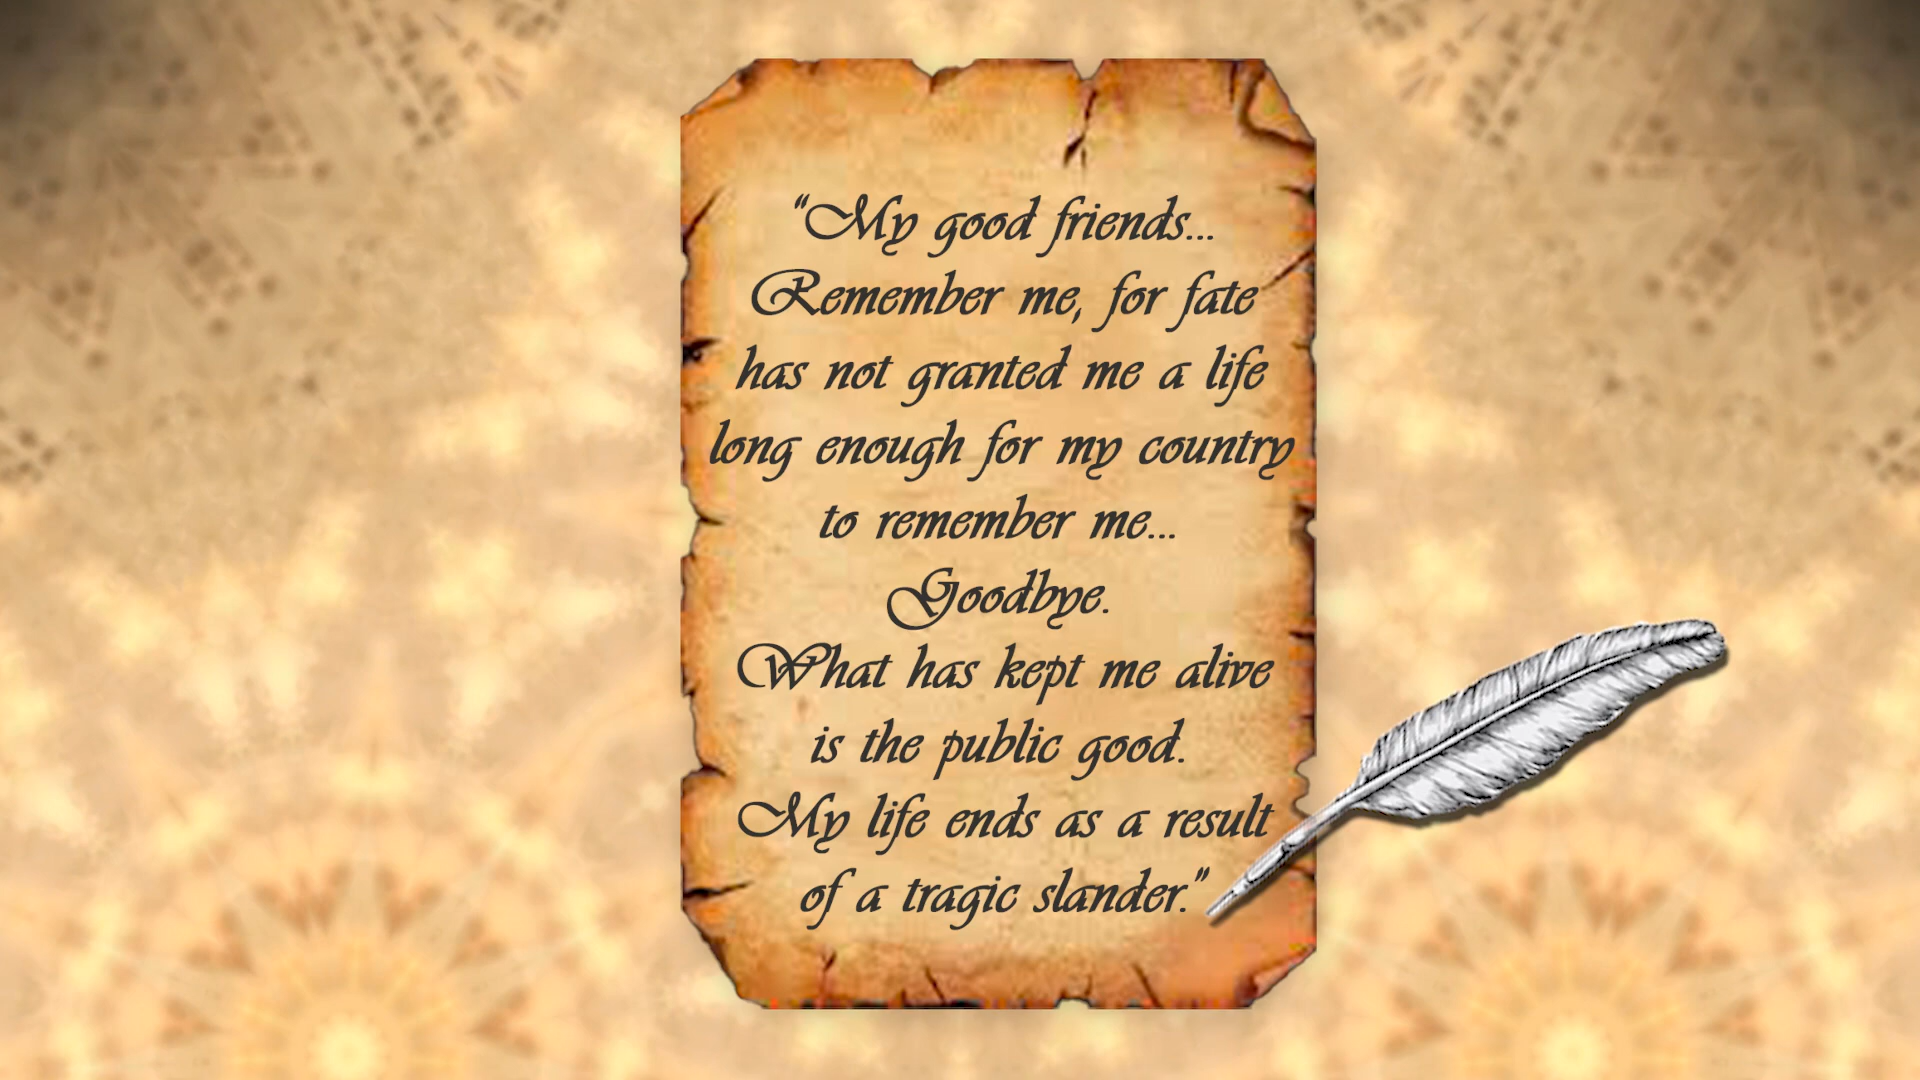 “My good friends...
Remember me, for fate
has not granted me a life
long enough for my country
to remember me...
Goodbye.
What has kept me alive
is the public good.
My life ends as a result
of a tragic slander.”